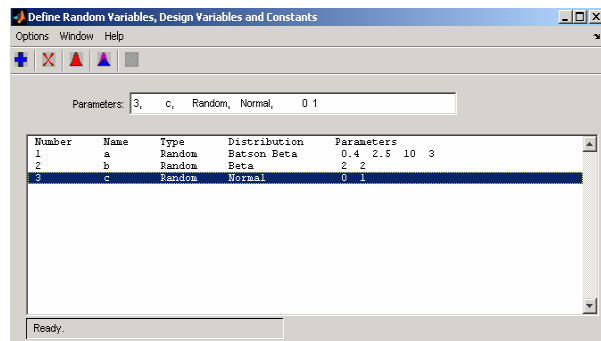 Define Random Variables, Design Variables and Constants
Options Window Help
Parameters: 3, c, Random, Normal, 0 1
Number Name Type Distribution Parameters
1 a Random Batson Beta 0.4 2.5 10 3
2 b Random Beta 2 2
3 c Random Normal 0 1
Ready.